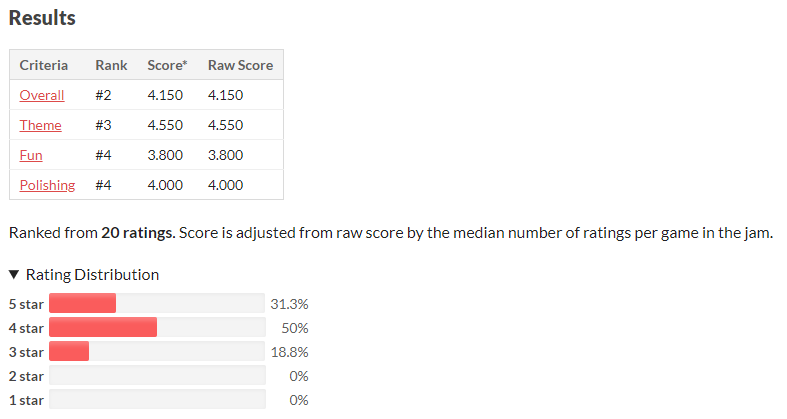 Results
Criteria Rank Score* Raw Score
Overall #2 4.150 4.150
Theme #3 4.550 4.550
Fun #4 3.800 3.800
Polishing #4 4.000 4.000
Ranked from 20 ratings. Score is adjusted from raw score by the median number of ratings per game in the jam.
▼ Rating Distribution
5 star 31.3%
4 star 50%
3 star 18.8%
2 star 0%
1 star 0%